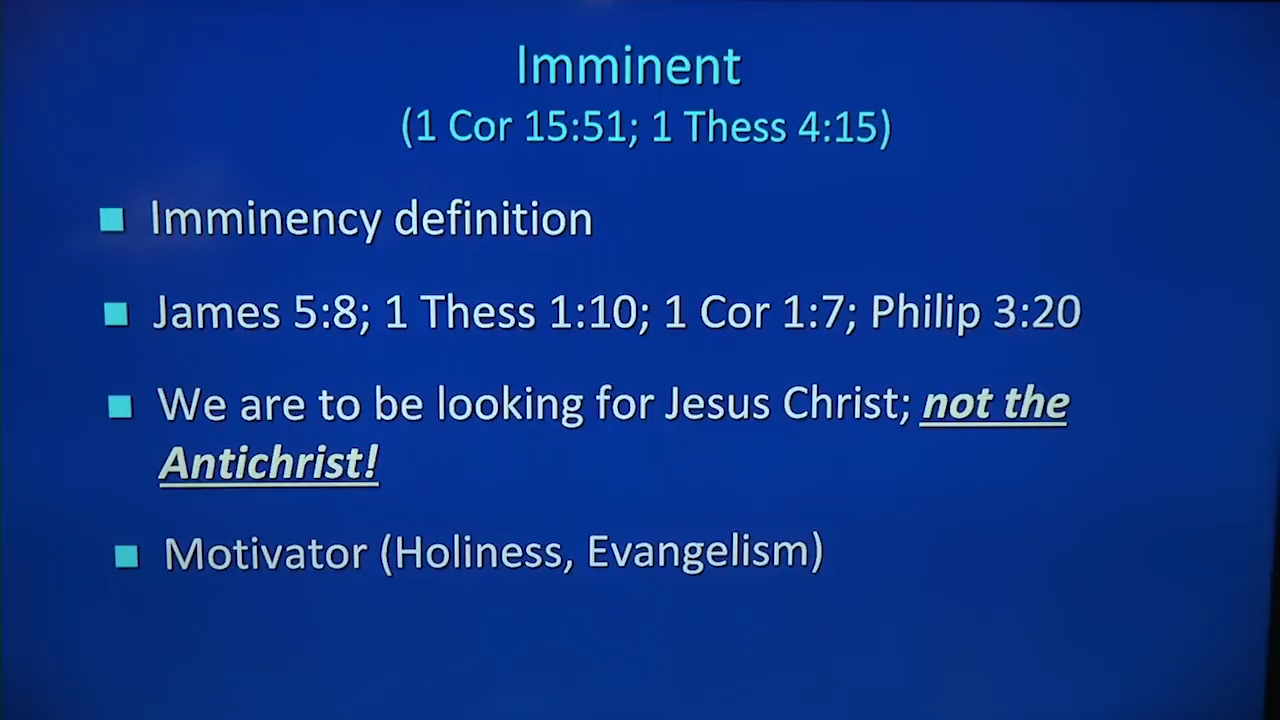 Imminent
(1 Cor 15:51; 1 Thess 4:15)
Imminency definition
James 5:8; 1 Thess 1:10; 1 Cor 1:7; Philip 3:20
We are to be looking for Jesus Christ; not the
Antichrist!
Motivator (Holiness, Evangelism)